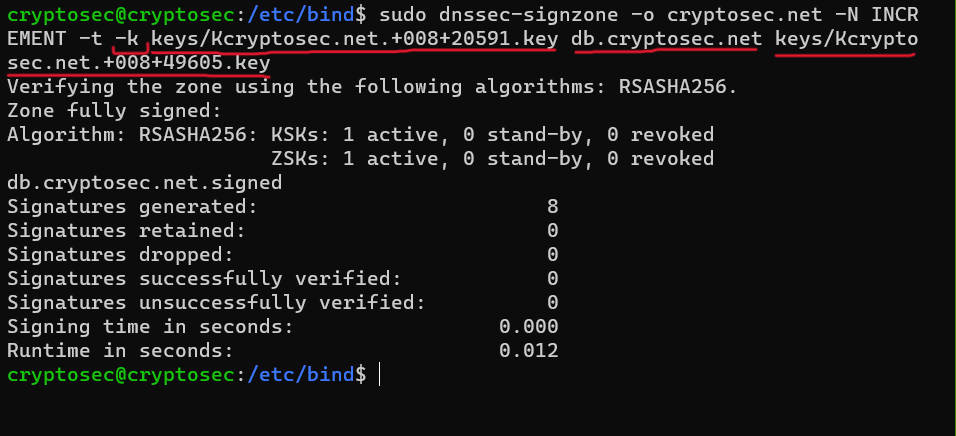 cryptosec@cryptosec:/etc/bind$ sudo dnssec-signzone -o cryptosec.net -N INCR
EMENT -t -k keys/Kcryptosec.net.+008+20591.key db.cryptosec.net keys/Kcrypto
sec.net.+008+49605.key
Verifying the zone using the following algorithms: RSASHA256.
Zone fully signed:
Algorithm: RSASHA256: KSKs: 1 active, 0 stand-by, 0 revoked
                      ZSKs: 1 active, 0 stand-by, 0 revoked
db.cryptosec.net.signed
Signatures generated:                        8
Signatures retained:                         0
Signatures dropped:                          0
Signatures successfully verified:            0
Signatures unsuccessfully verified:          0
Signing time in seconds:                 0.000
Runtime in seconds:                      0.012
cryptosec@cryptosec:/etc/bind$